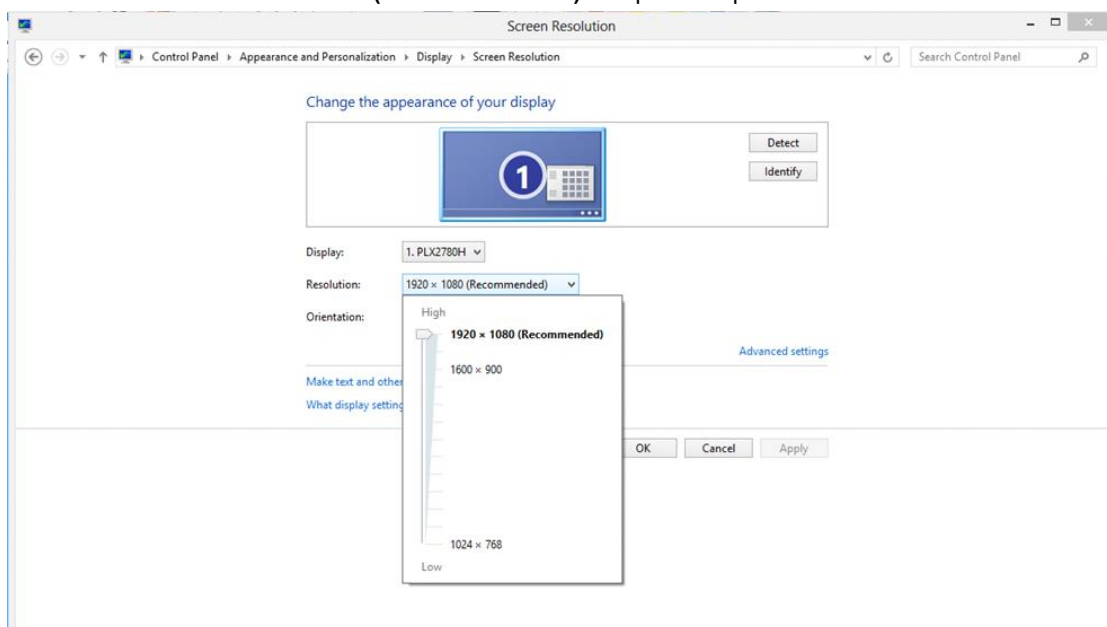 Screen Resolution
Control Panel Appearance and Personalization Display Screen Resolution
Search Control Panel
Change the appearance of your display
1
Detect
Identify
Display:
1. PLX2780H
Resolution:
1920 × 1080 (Recommended)
Orientation:
High
1920 × 1080 (Recommended)
1600 × 900
1024 × 768
Low
Advanced settings
Make text and other
What display setting
OK Cancel Apply